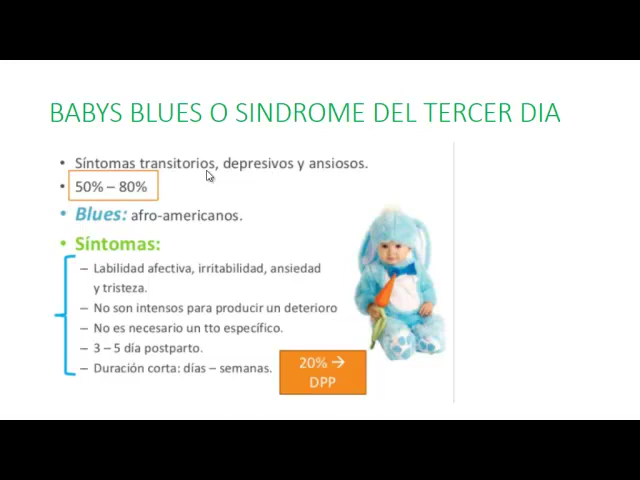 BABYS BLUES O SINDROME DEL TERCER DIA
• Síntomas transitorios, depresivos y ansiosos.
• 50% – 80%
• Blues: afro-americanos.
• Síntomas:
– Labilidad afectiva, irritabilidad, ansiedad
y tristeza.
– No son intensos para producir un deterioro
– No es necesario un tto específico.
– 3 – 5 día postparto.
– Duración corta: días – semanas.
20% →
DPP